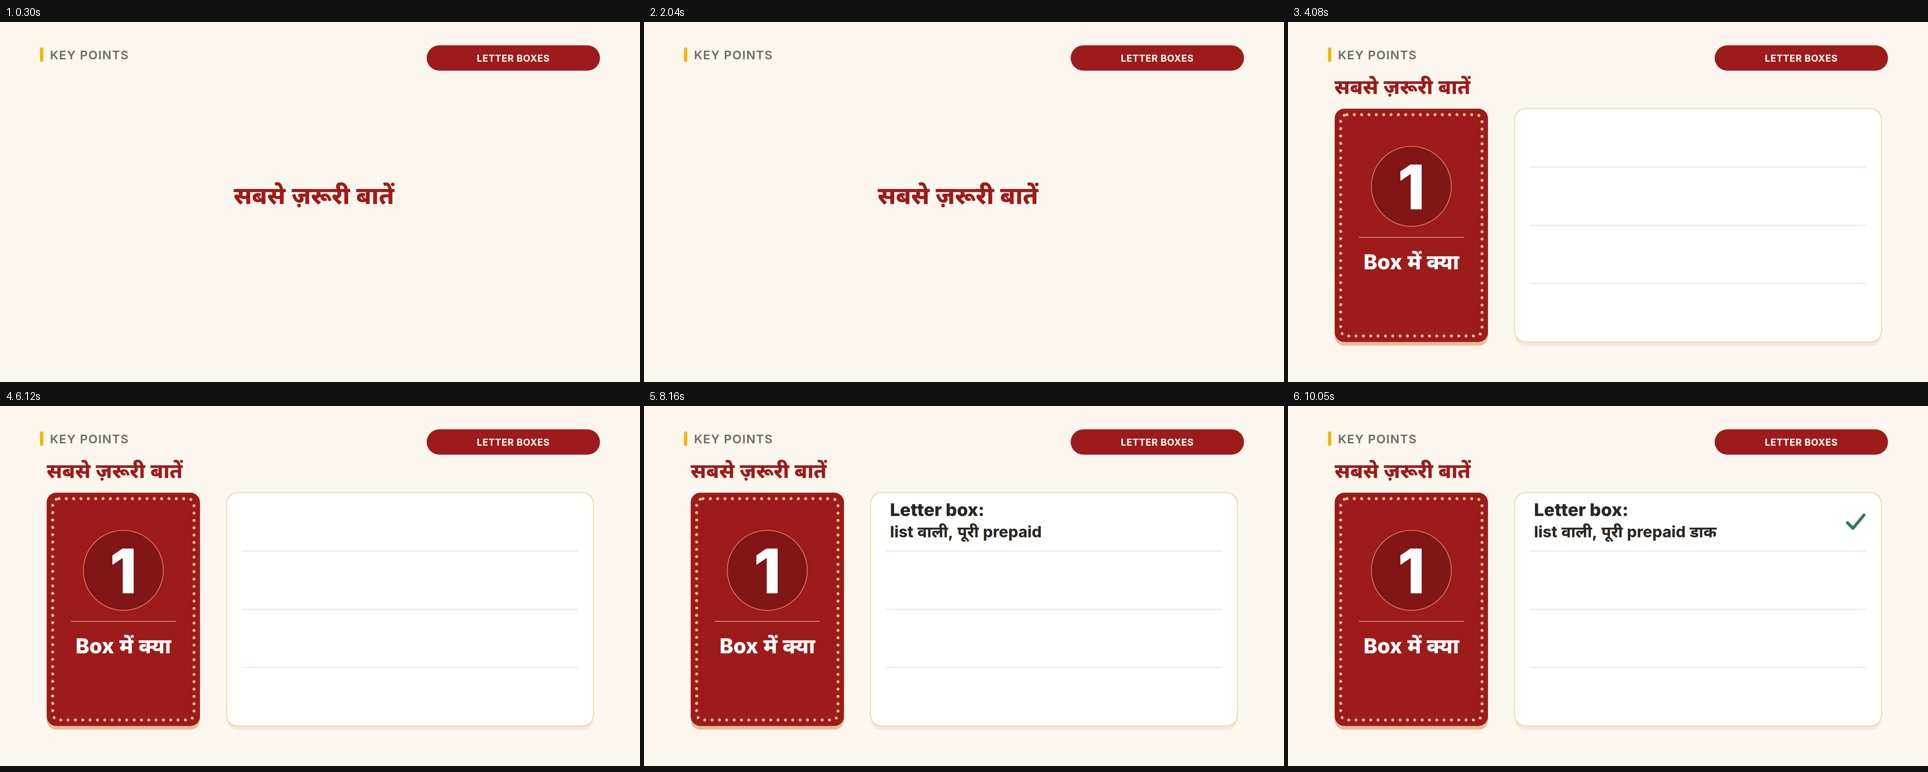 1. 0.30s
KEY POINTS
LETTER BOXES
सबसे ज़रूरी बातें
2. 2.04s
KEY POINTS
LETTER BOXES
सबसे ज़रूरी बातें
3. 4.08s
KEY POINTS
LETTER BOXES
सबसे ज़रूरी बातें
1
Box में क्या
4. 6.12s
KEY POINTS
LETTER BOXES
सबसे ज़रूरी बातें
1
Box में क्या
5. 8.16s
KEY POINTS
LETTER BOXES
सबसे ज़रूरी बातें
1
Box में क्या
Letter box:
list वाली, पूरी prepaid
6. 10.05s
KEY POINTS
LETTER BOXES
सबसे ज़रूरी बातें
1
Box में क्या
Letter box:
list वाली, पूरी prepaid डाक